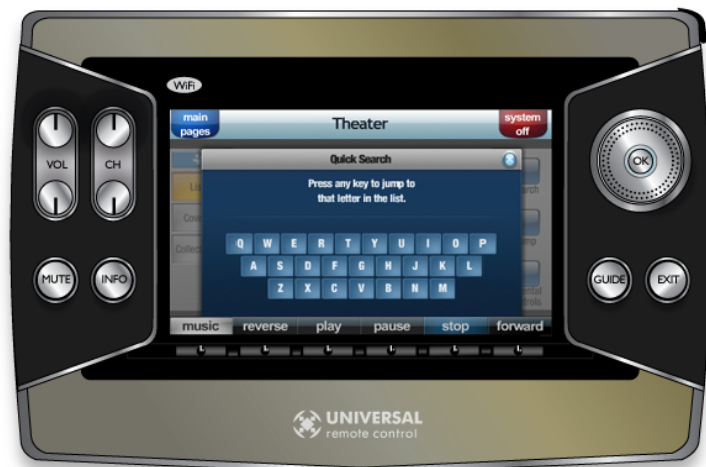 WiFi
main
pages
Theater
system
off
Quick Search
Press any key to jump to
that letter in the list.
Q W E R T Y U I O P
A S D F G H J K L
Z X C V B N M
music reverse play pause stop forward
VOL CH
MUTE INFO
OK
GUIDE EXIT
UNIVERSAL
remote control